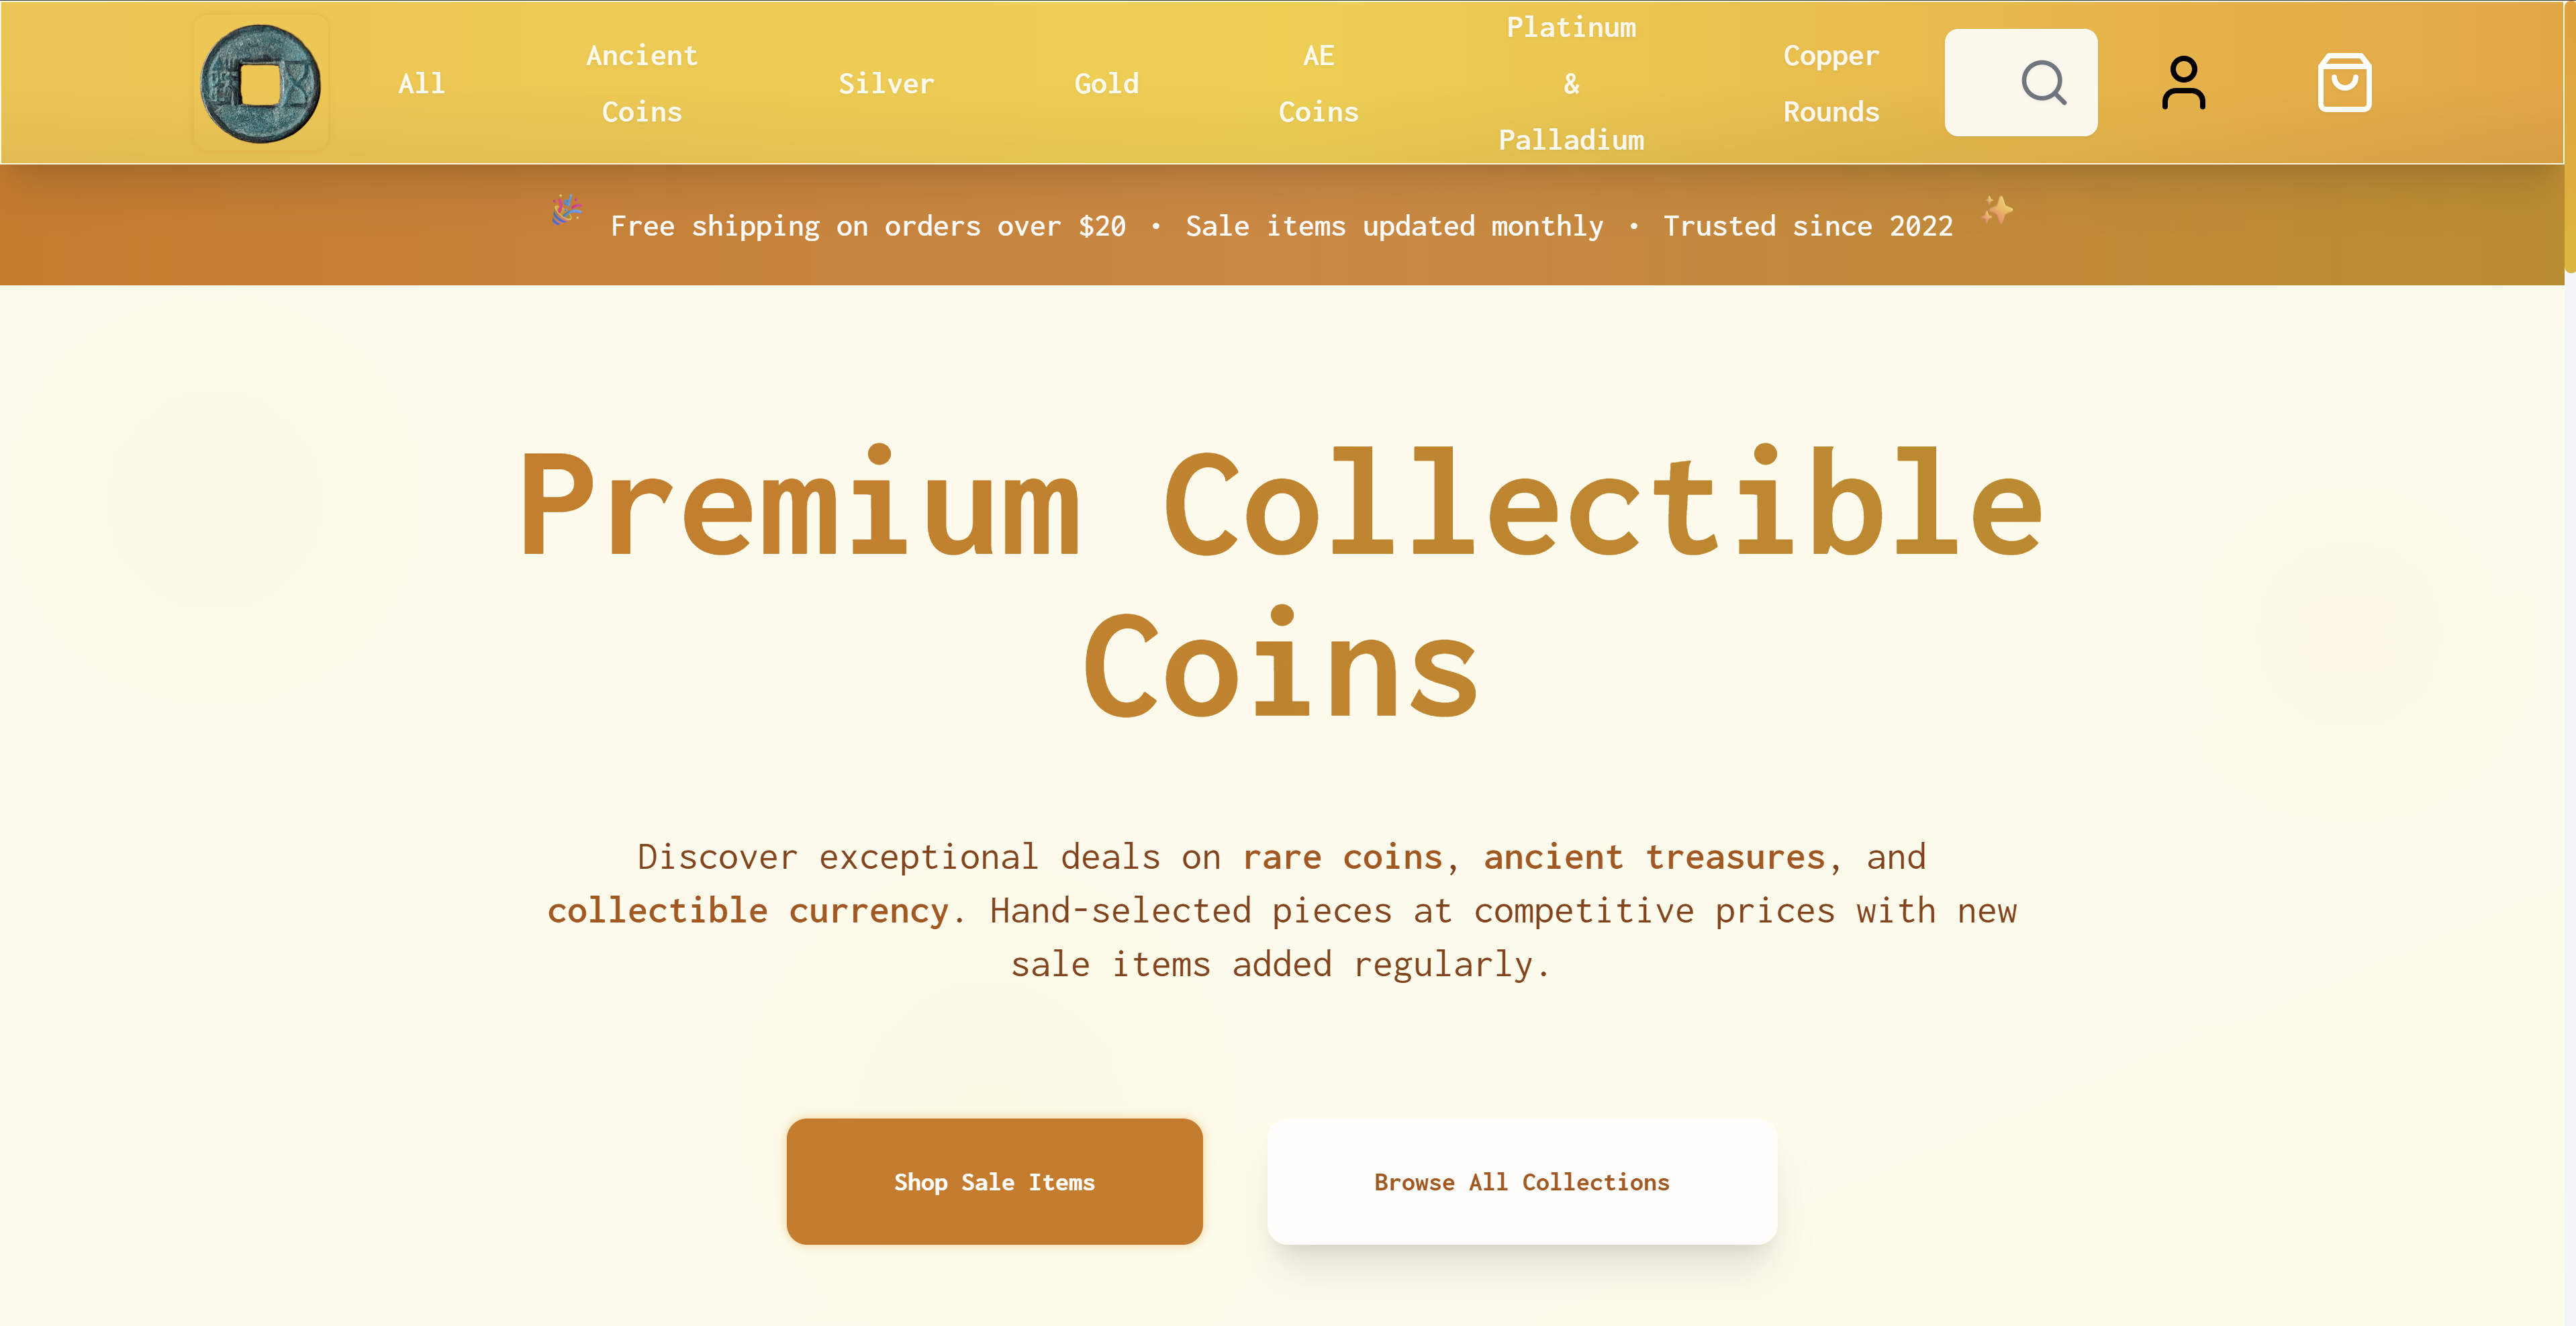 All
Ancient
Coins
Silver
Gold
AE
Coins
Platinum
&
Palladium
Copper
Rounds
Free shipping on orders over $20 • Sale items updated monthly • Trusted since 2022
Premium Collectible
Coins
Discover exceptional deals on rare coins, ancient treasures, and
collectible currency. Hand-selected pieces at competitive prices with new
sale items added regularly.
Shop Sale Items
Browse All Collections